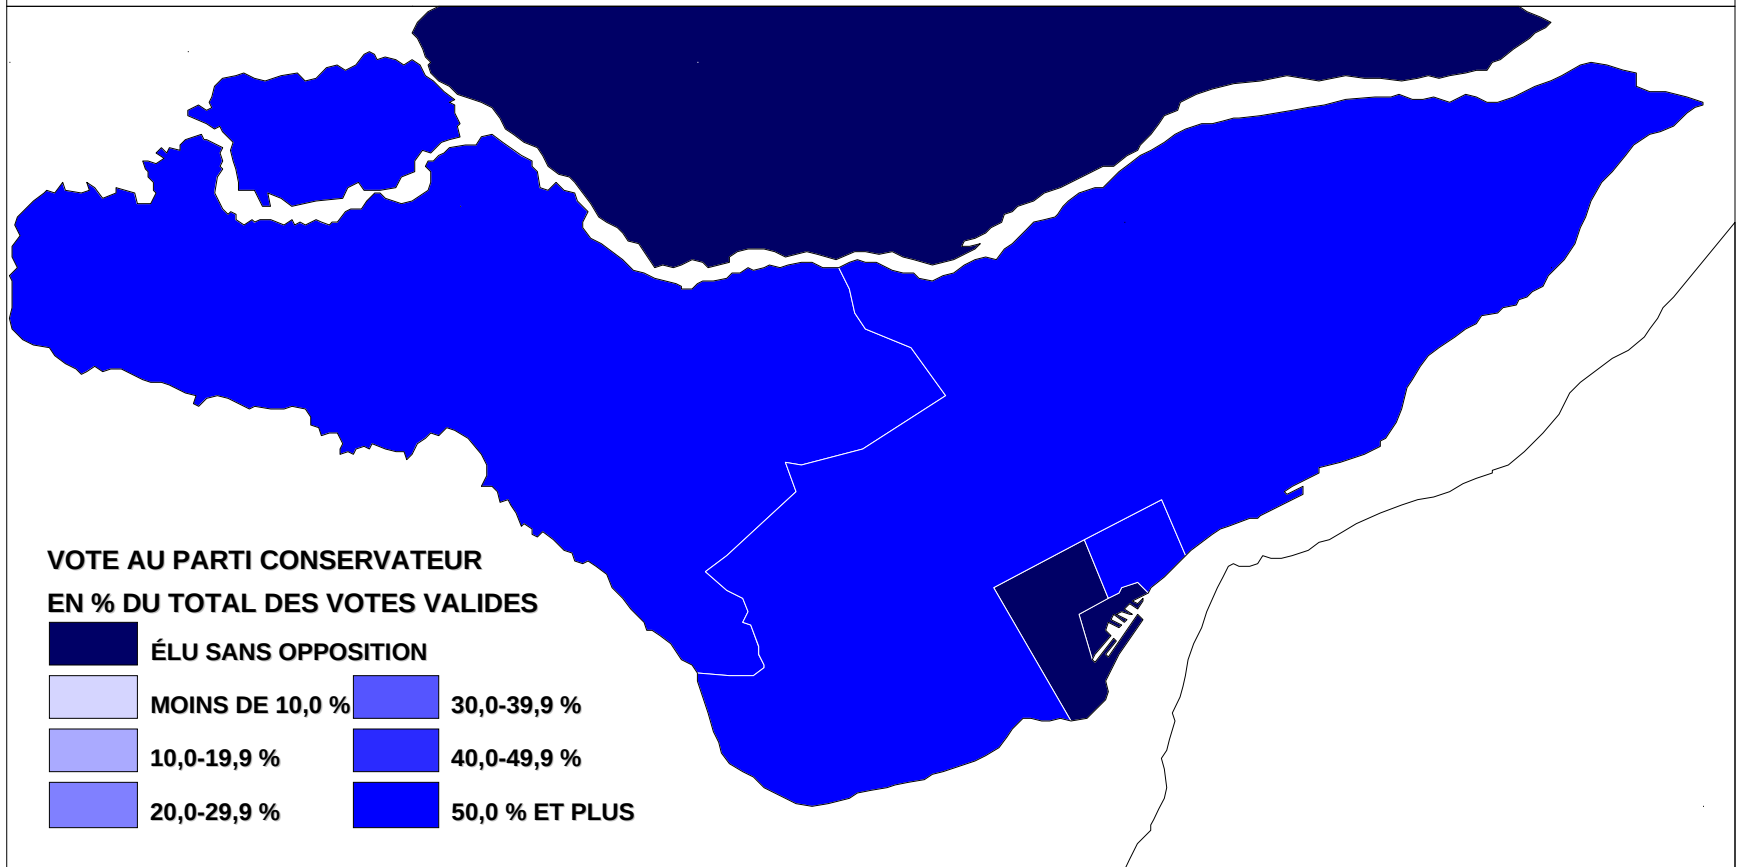 VOTE AU PARTI CONSERVATEUR
EN % DU TOTAL DES VOTES VALIDES
ÉLU SANS OPPOSITION
MOINS DE 10,0 %
10,0-19,9 %
20,0-29,9 %
30,0-39,9 %
40,0-49,9 %
50,0 % ET PLUS